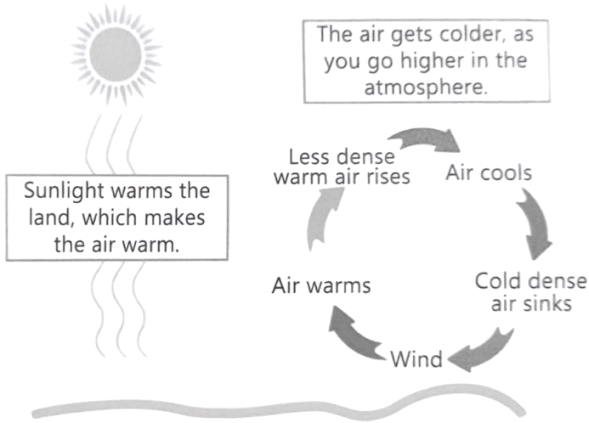 The air gets colder, as
you go higher in the
atmosphere.
Sunlight warms the
land, which makes
the air warm.
Less dense
warm air rises
Air cools
Cold dense
air sinks
Wind
Air warms